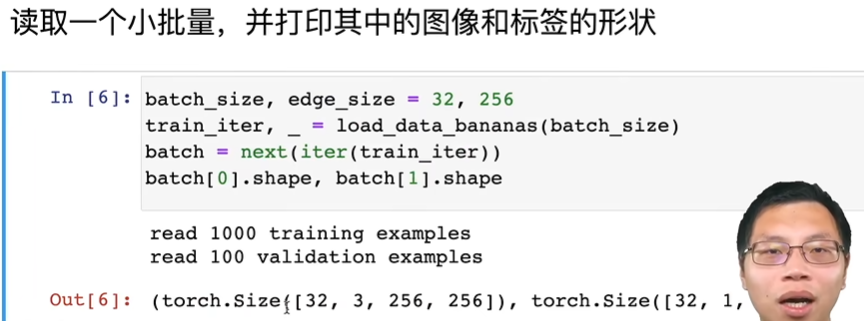 读取一个小批量，并打印其中的图像和标签的形状
In [6]: batch_size, edge_size = 32, 256
train_iter, _ = load_data_bananas(batch_size)
batch = next(iter(train_iter))
batch[0].shape, batch[1].shape
read 1000 training examples
read 100 validation examples
Out[6]: (torch.Size([32, 3, 256, 256]), torch.Size([32, 1,